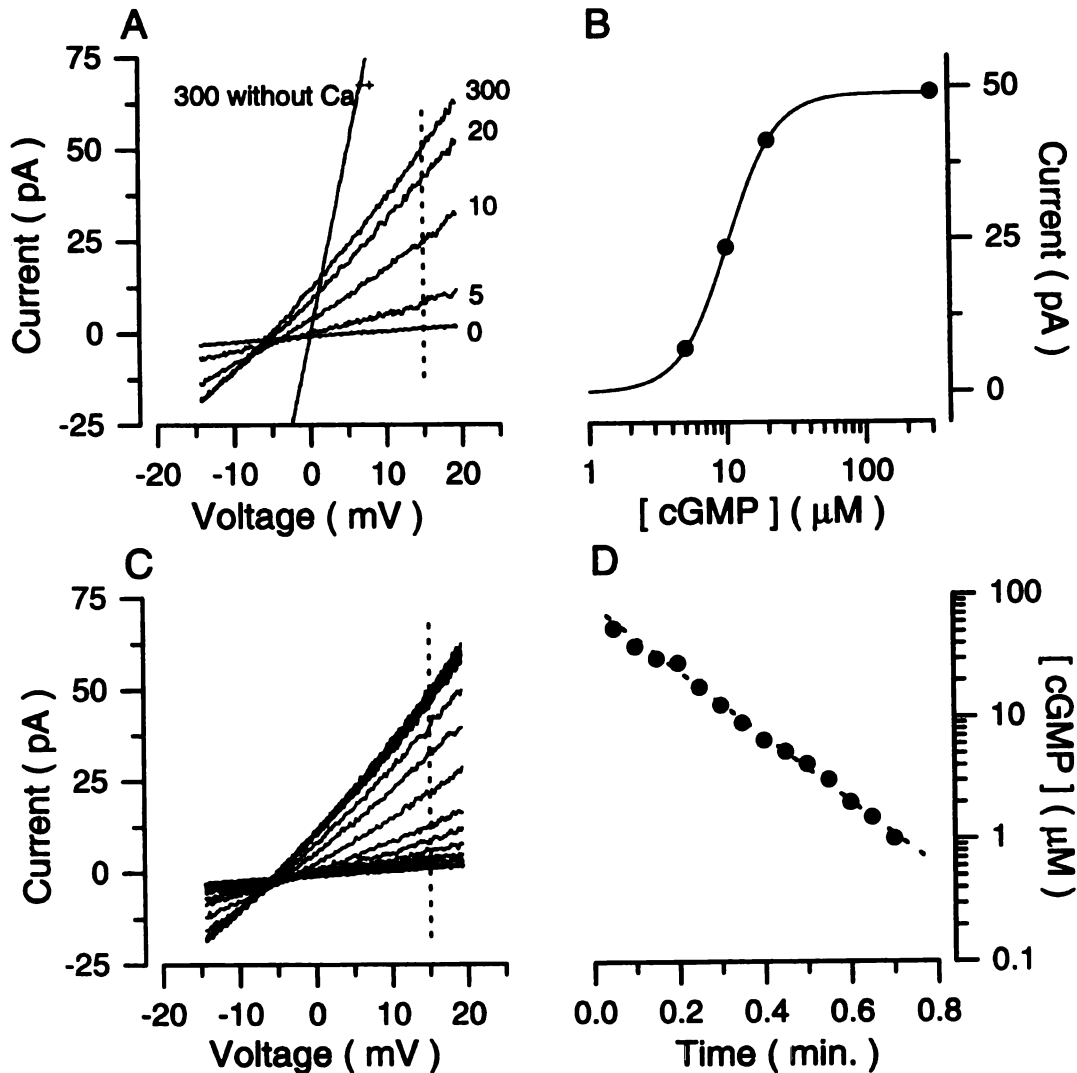 A
75
50
25
0
-25
Current ( pA )
300 without Ca++
300
20
10
5
0
-20 -10 0 10 20
Voltage ( mV )
B
50
25
0
Current ( pA )
1 10 100
[ cGMP ] ( μM )
C
75
50
25
0
-25
Current ( pA )
-20 -10 0 10 20
Voltage ( mV )
D
100
10
1
0.1
[ cGMP ] ( μM )
0.0 0.2 0.4 0.6 0.8
Time ( min. )